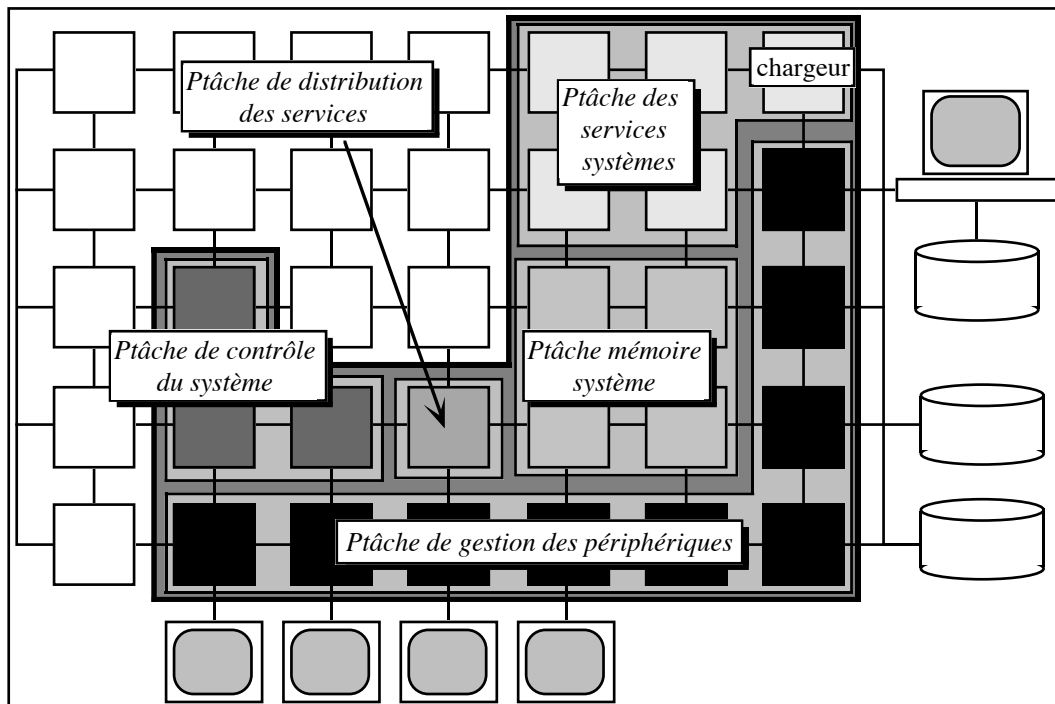 Ptâche de distribution
des services
Ptâche des
services
systèmes
chargeur
Ptâche de contrôle
du système
Ptâche mémoire
système
Ptâche de gestion des périphériques